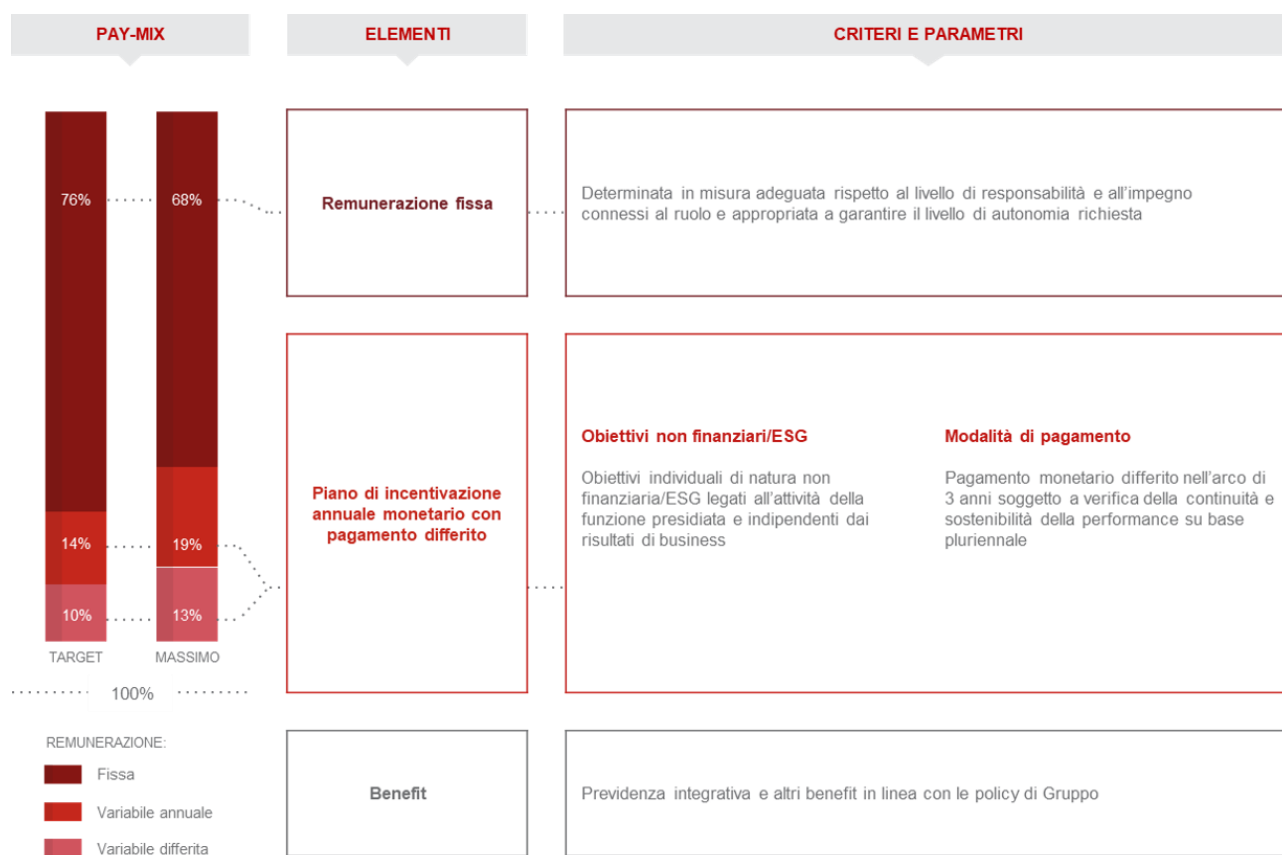 PAY-MIX
ELEMENTI
CRITERI E PARAMETRI
76%
68%
Remunerazione fissa
Determinata in misura adeguata rispetto al livello di responsabilità e all'impegno
connessi al ruolo e appropriata a garantire il livello di autonomia richiesta
14%
19%
10%
13%
TARGET
MASSIMO
100%
Piano di incentivazione
annuale monetario con
pagamento differito
Obiettivi non finanziari/ESG
Obiettivi individuali di natura non
finanziaria/ESG legati all'attività della
funzione presidiata e indipendenti dai
risultati di business
Modalità di pagamento
Pagamento monetario differito nell'arco di
3 anni soggetto a verifica della continuità e
sostenibilità della performance su base
pluriennale
REMUNERAZIONE:
Fissa
Variabile annuale
Variabile differita
Benefit
Previdenza integrativa e altri benefit in linea con le policy di Gruppo